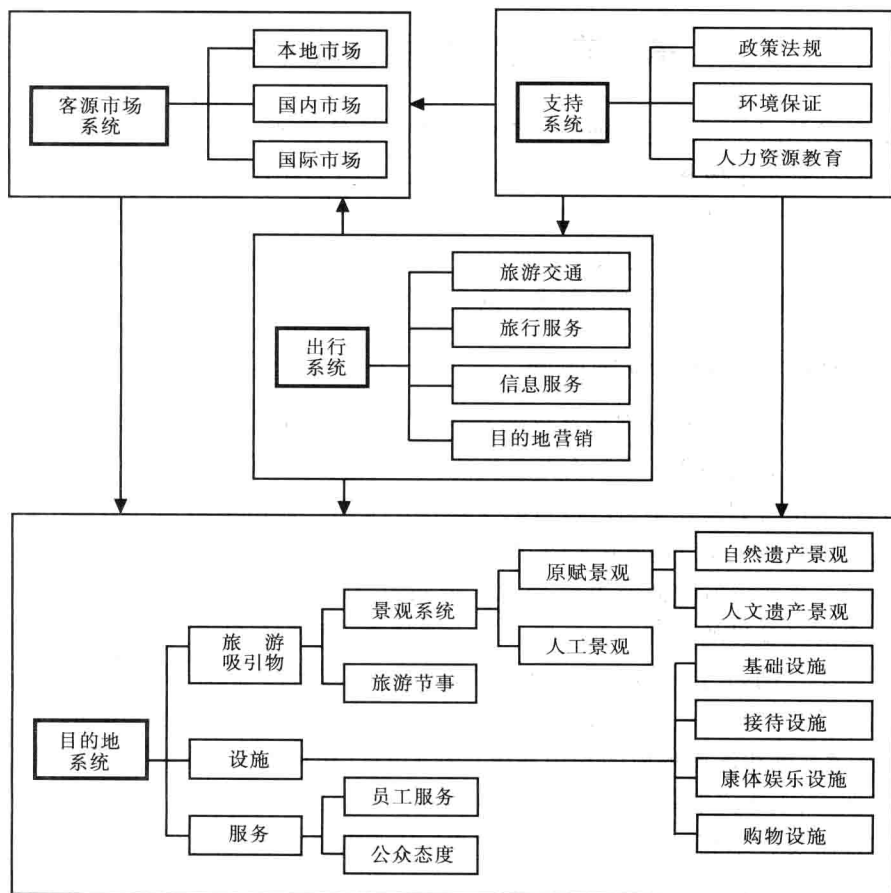 客源市场
系统
本地市场
国内市场
国际市场
支持
系统
政策法规
环境保证
人力资源教育
出行
系统
旅游交通
旅行服务
信息服务
目的地营销
目的地
系统
旅 游
吸引物
景观系统
原赋景观
自然遗产景观
人文遗产景观
人工景观
旅游节事
设施
基础设施
接待设施
康体娱乐设施
购物设施
服务
员工服务
公众态度